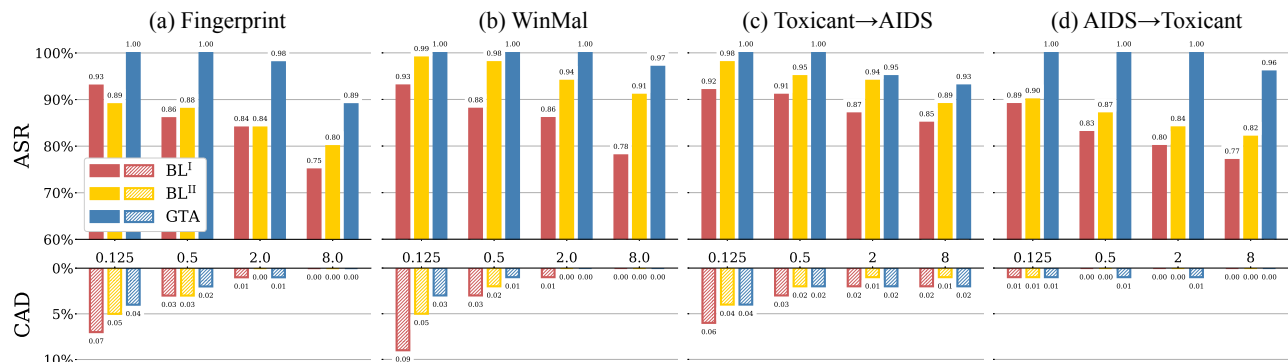 (a) Fingerprint (b) WinMal (c) Toxicant→AIDS (d) AIDS→Toxicant
1.00 1.00 0.99 1.00 1.00 1.00 1.00 1.00 1.00 1.00 1.00
100% 0.98 0.98 0.98 0.97 0.96
0.93 0.93 0.94 0.92 0.95 0.94 0.95 0.93
0.89 0.88 0.89 0.91 0.91 0.89 0.89 0.90
90% 0.86 0.88 0.86 0.87 0.85 0.87
0.84 0.84 0.83 0.84 0.82
ASR
80% 0.80 0.78 0.80 0.77
0.75
BL^I
70% BL^II
GTA
60%
0.125 0.5 2.0 8.0 0.125 0.5 2.0 8.0 0.125 0.5 2 8 0.125 0.5 2 8
0%
0.01 0.00 0.01 0.00 0.00 0.00 0.01 0.01 0.00 0.00 0.00 0.00 0.00 0.01 0.01 0.01 0.01 0.00 0.00 0.01 0.00 0.00 0.01 0.00 0.00 0.00
0.03 0.03 0.02 0.03 0.02 0.02 0.02 0.02 0.02 0.02 0.02
CAD
5% 0.05 0.04 0.05 0.03 0.04 0.04 0.03
0.07 0.06
10% 0.09